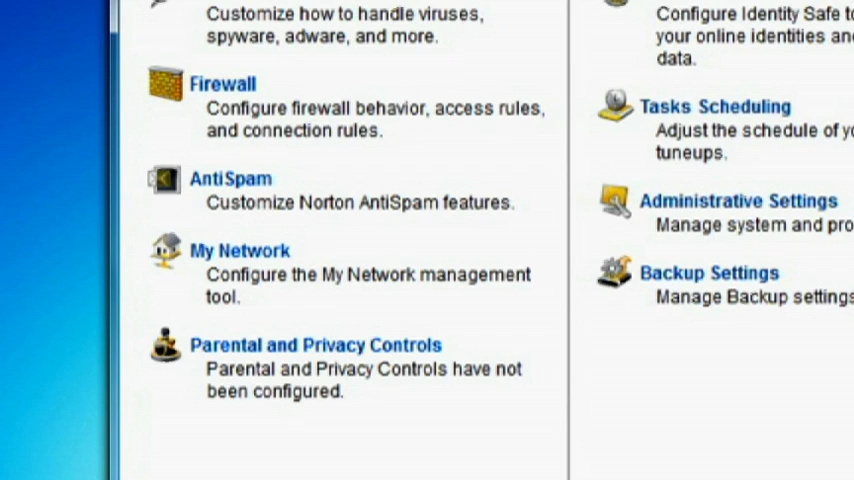 Customize how to handle viruses,
spyware, adware, and more.
Firewall
Configure firewall behavior, access rules,
and connection rules.
AntiSpam
Customize Norton AntiSpam features.
My Network
Configure the My Network management
tool.
Parental and Privacy Controls
Parental and Privacy Controls have not
been configured.
Configure Identity Safe to
your online identities and
data.
Tasks Scheduling
Adjust the schedule of yo
tuneups.
Administrative Settings
Manage system and pro
Backup Settings
Manage Backup settings